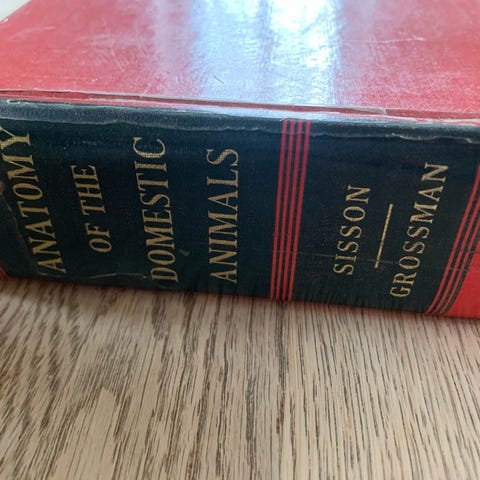 ANATOMY
OF THE
DOMESTIC
ANIMALS
SISSON
GROSSMAN